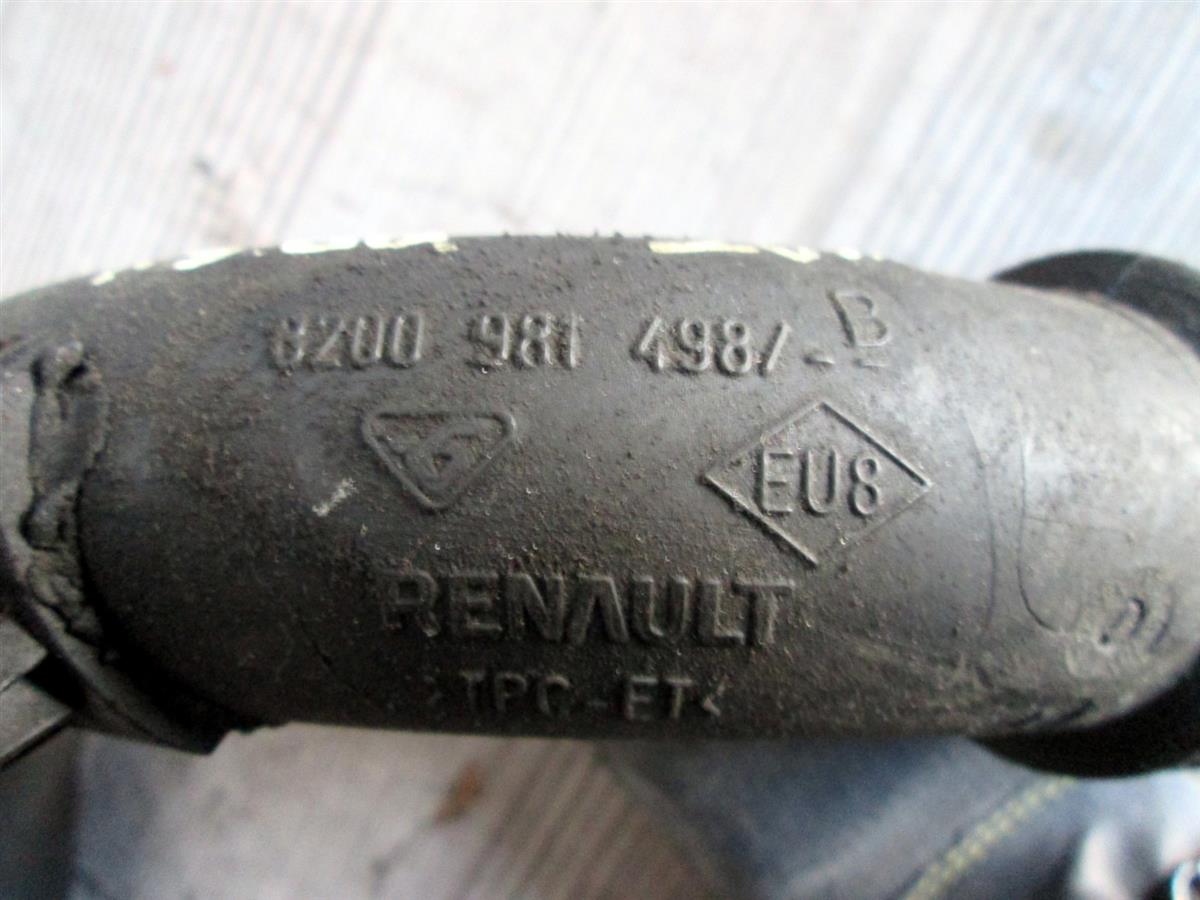 8200 981 498/-B
EU8
RENAULT
>TPC-ET<